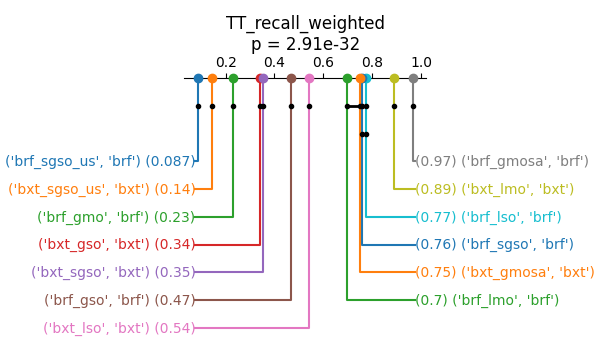 TT_recall_weighted
p = 2.91e-32
0.2 0.4 0.6 0.8 1.0
('brf_sgso_us', 'brf') (0.087)
('bxt_sgso_us', 'bxt') (0.14)
('brf_gmo', 'brf') (0.23)
('bxt_gso', 'bxt') (0.34)
('bxt_sgso', 'bxt') (0.35)
('brf_gso', 'brf') (0.47)
('bxt_lso', 'bxt') (0.54)
(0.97) ('brf_gmosa', 'brf')
(0.89) ('bxt_lmo', 'bxt')
(0.77) ('brf_lso', 'brf')
(0.76) ('brf_sgso', 'brf')
(0.75) ('bxt_gmosa', 'bxt')
(0.7) ('brf_lmo', 'brf')